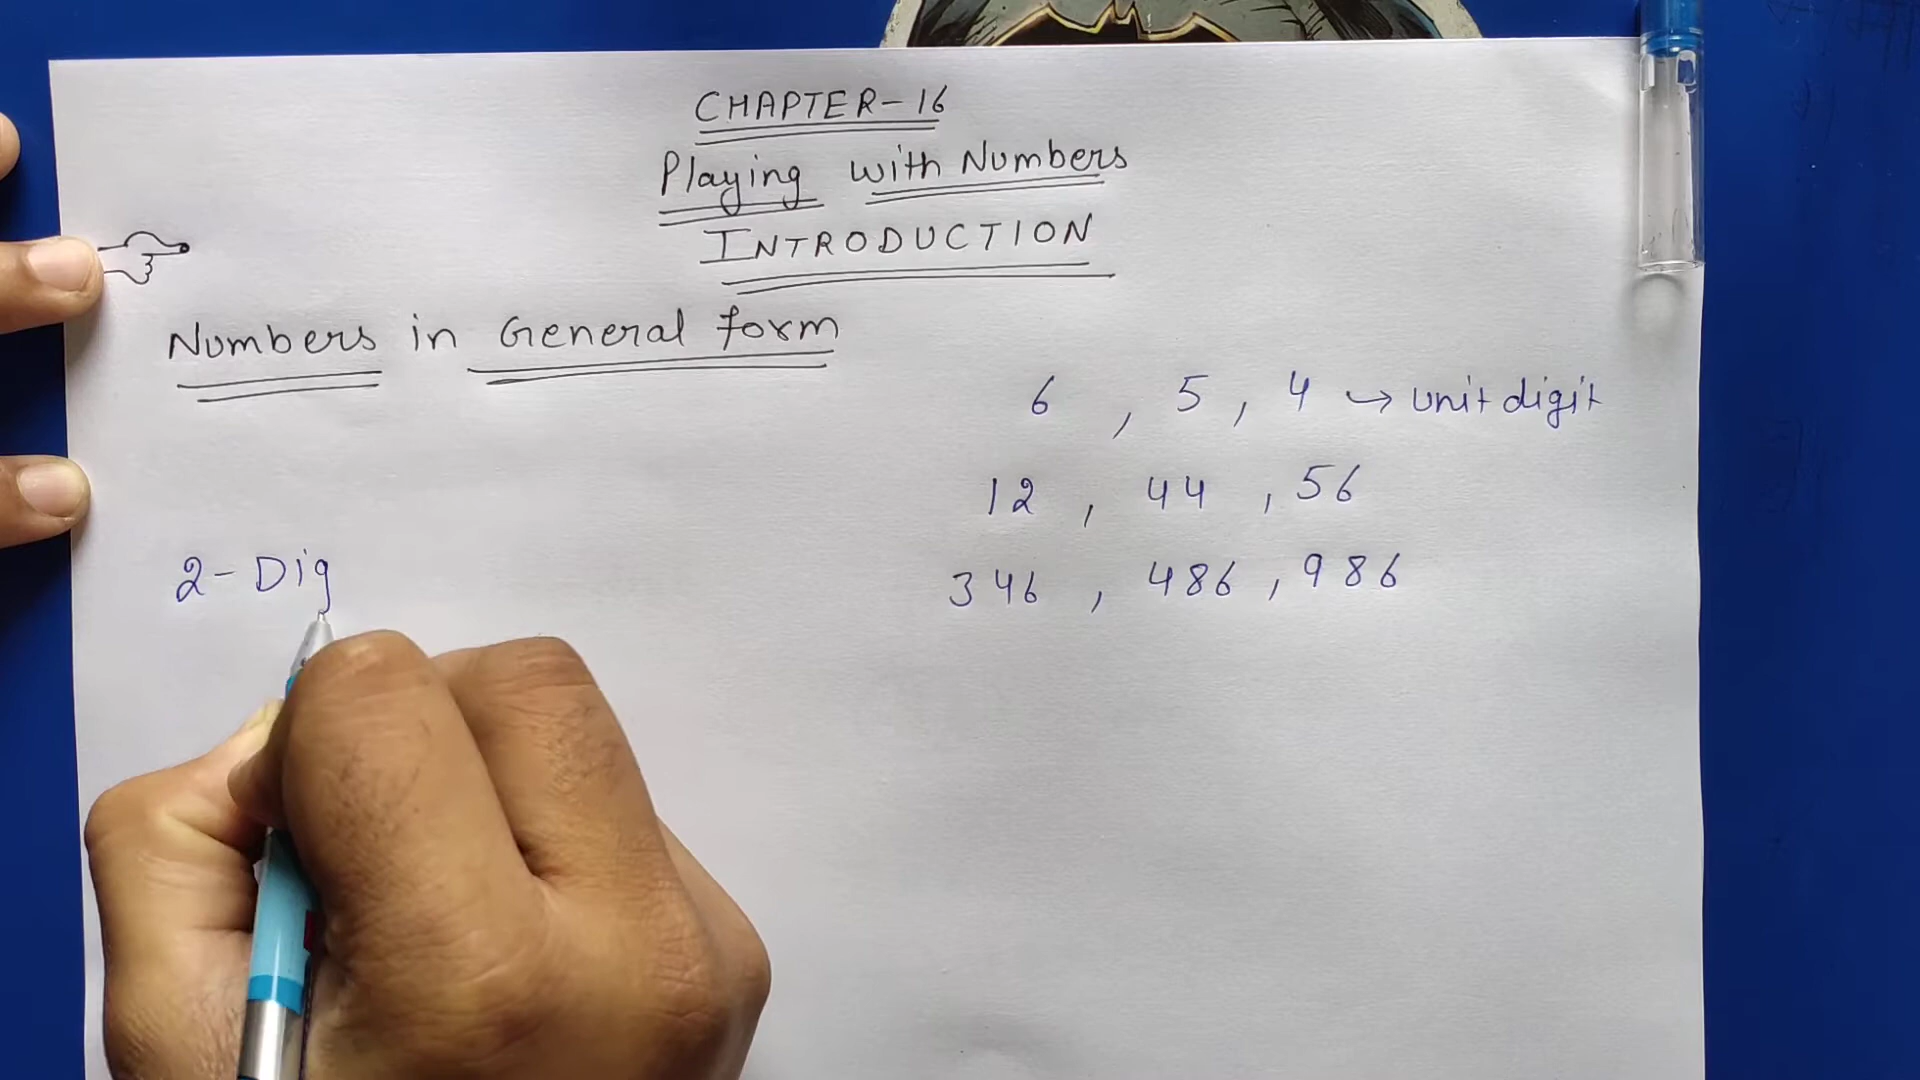 CHAPTER-16
Playing with Numbers
INTRODUCTION
Numbers in General form
6 , 5 , 4 → unit digit
12 , 44 , 56
346 , 486 , 986
2-Dig